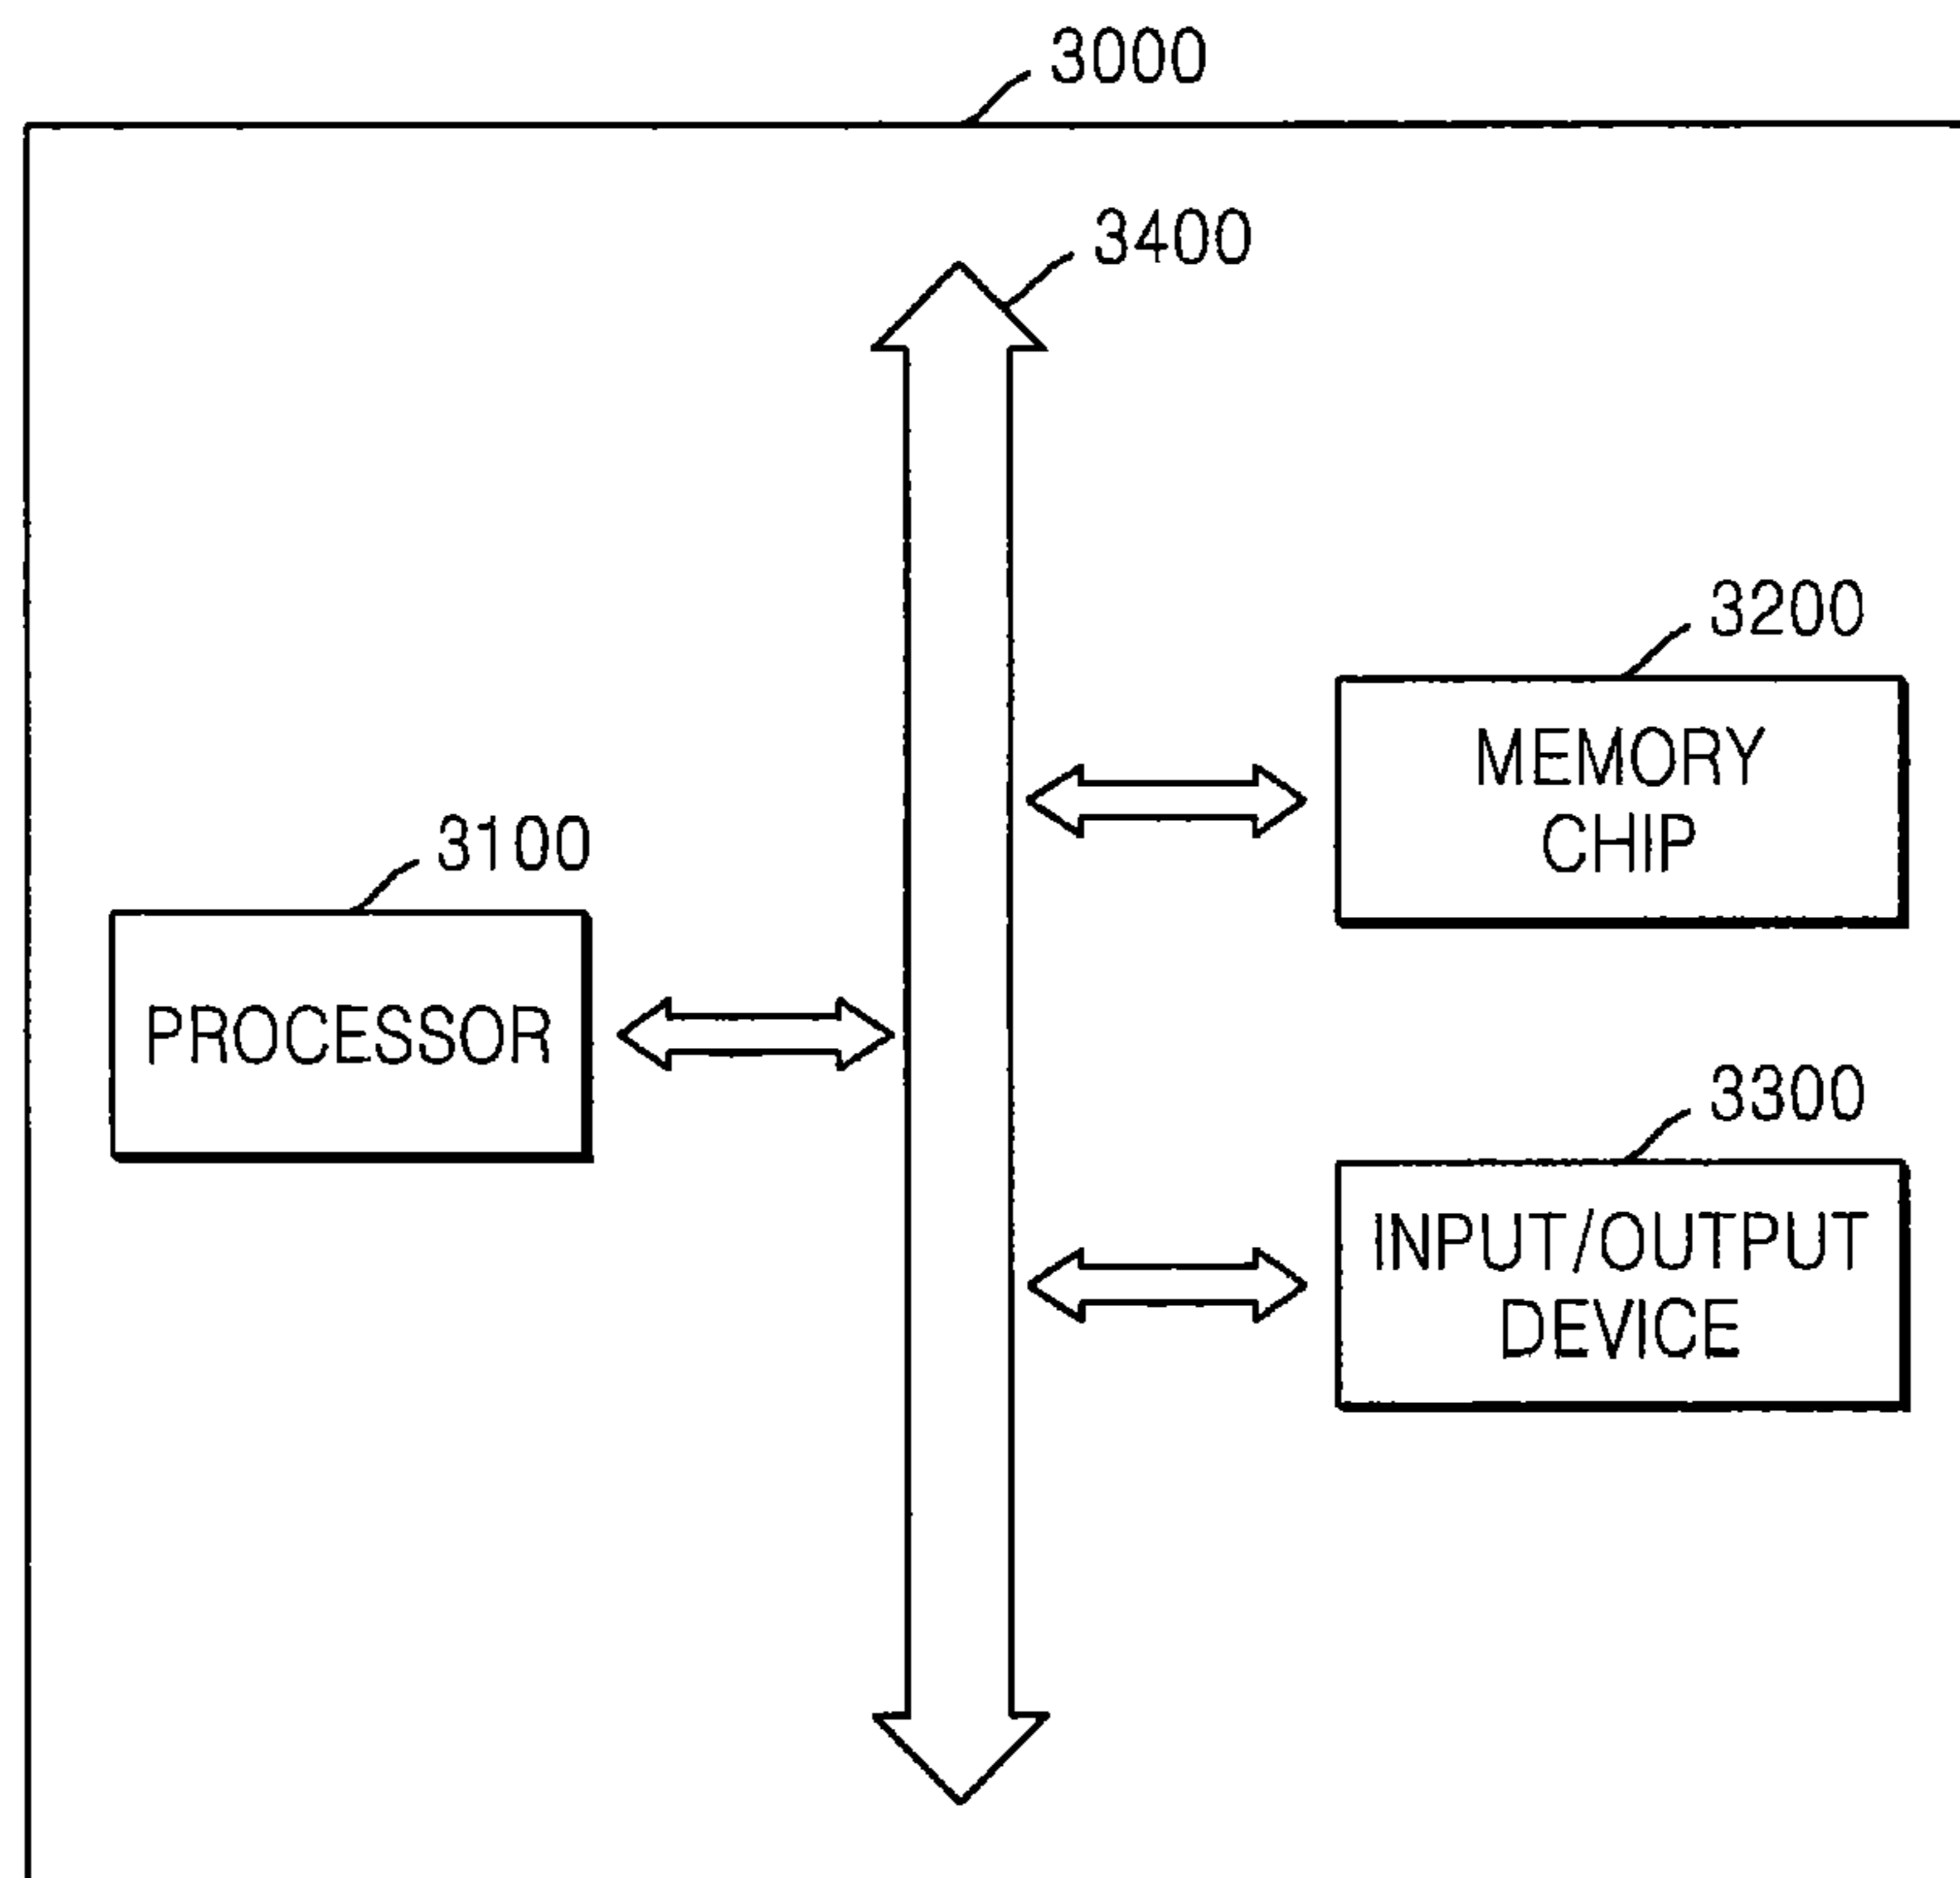 3000
3400
3200
MEMORY
CHIP
3100
PROCESSOR
3300
INPUT/OUTPUT
DEVICE